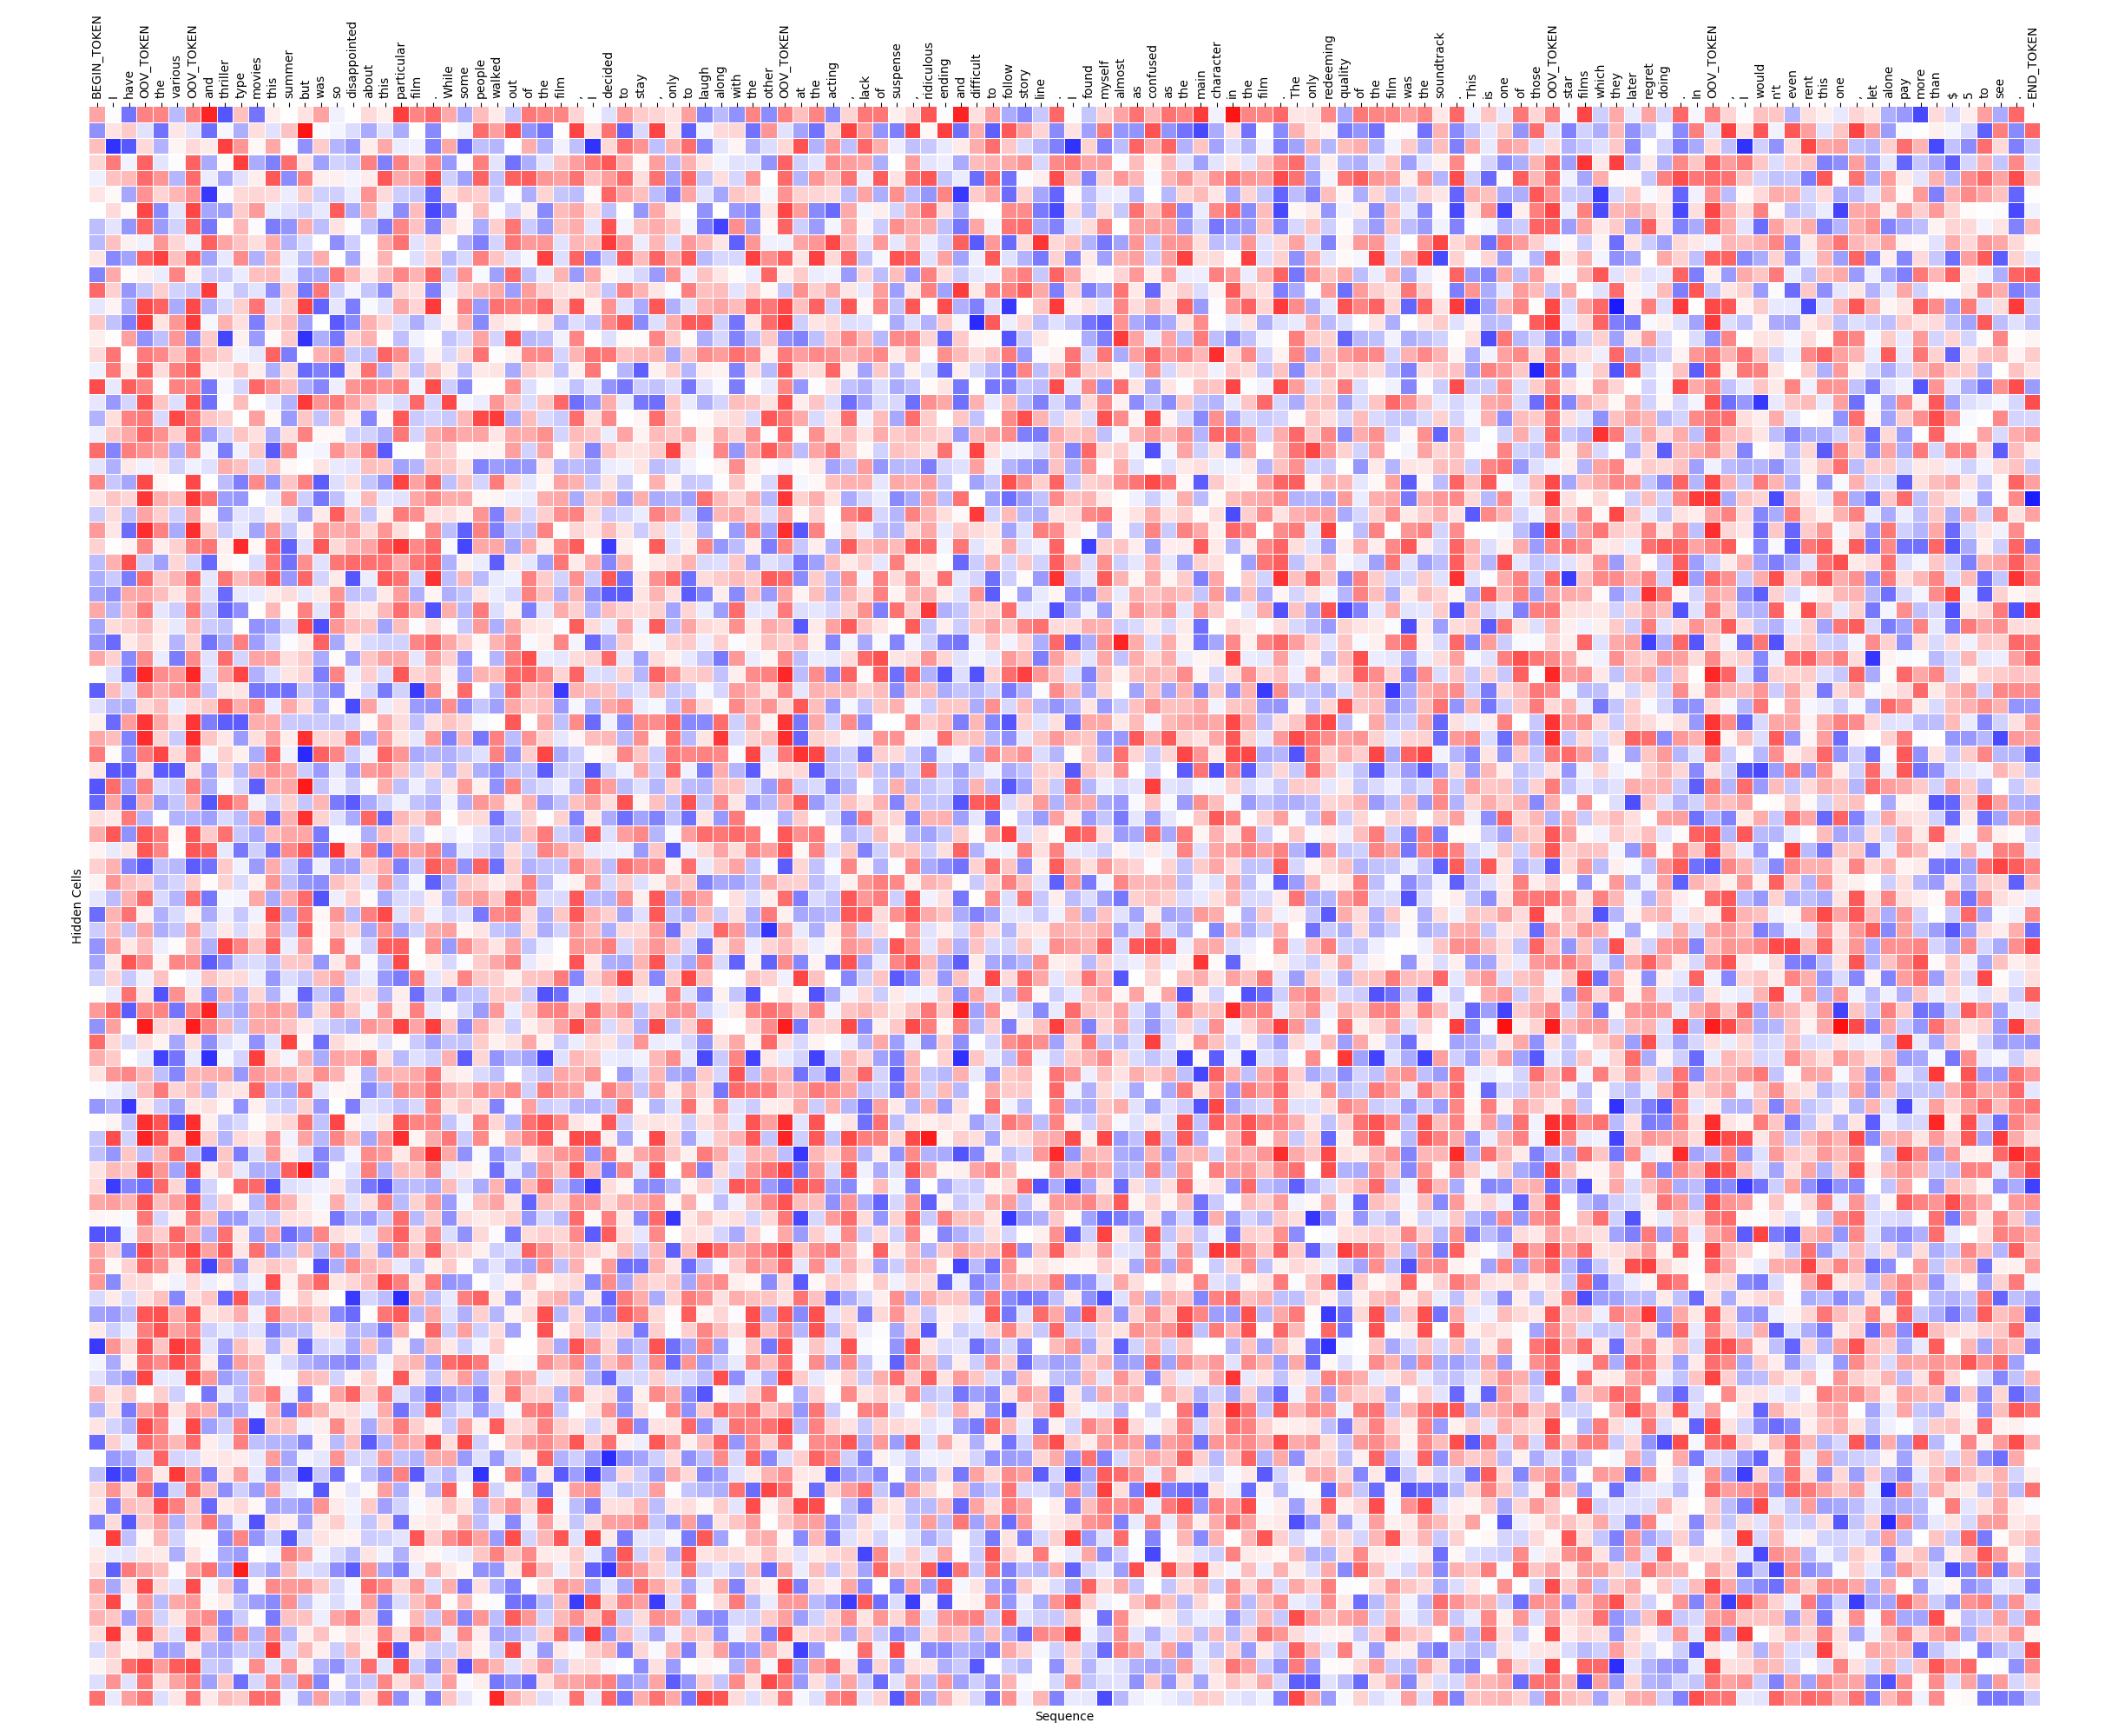 BEGIN_TOKEN I have OOV_TOKEN the various OOV_TOKEN and thriller type movies this summer but was so disappointed about this particular film . While some people walked out of the film , I decided to stay , only to laugh along with the other OOV_TOKEN at the acting , lack of suspense , ridiculous ending and difficult to follow story line . I found myself almost as confused as the main character in the film . The only redeeming quality of the film was the soundtrack . This is one of those OOV_TOKEN star films which they later regret doing . In OOV_TOKEN , I would n't even rent this one , let alone pay more than $ 5 to see . END_TOKEN
Hidden Cells
Sequence